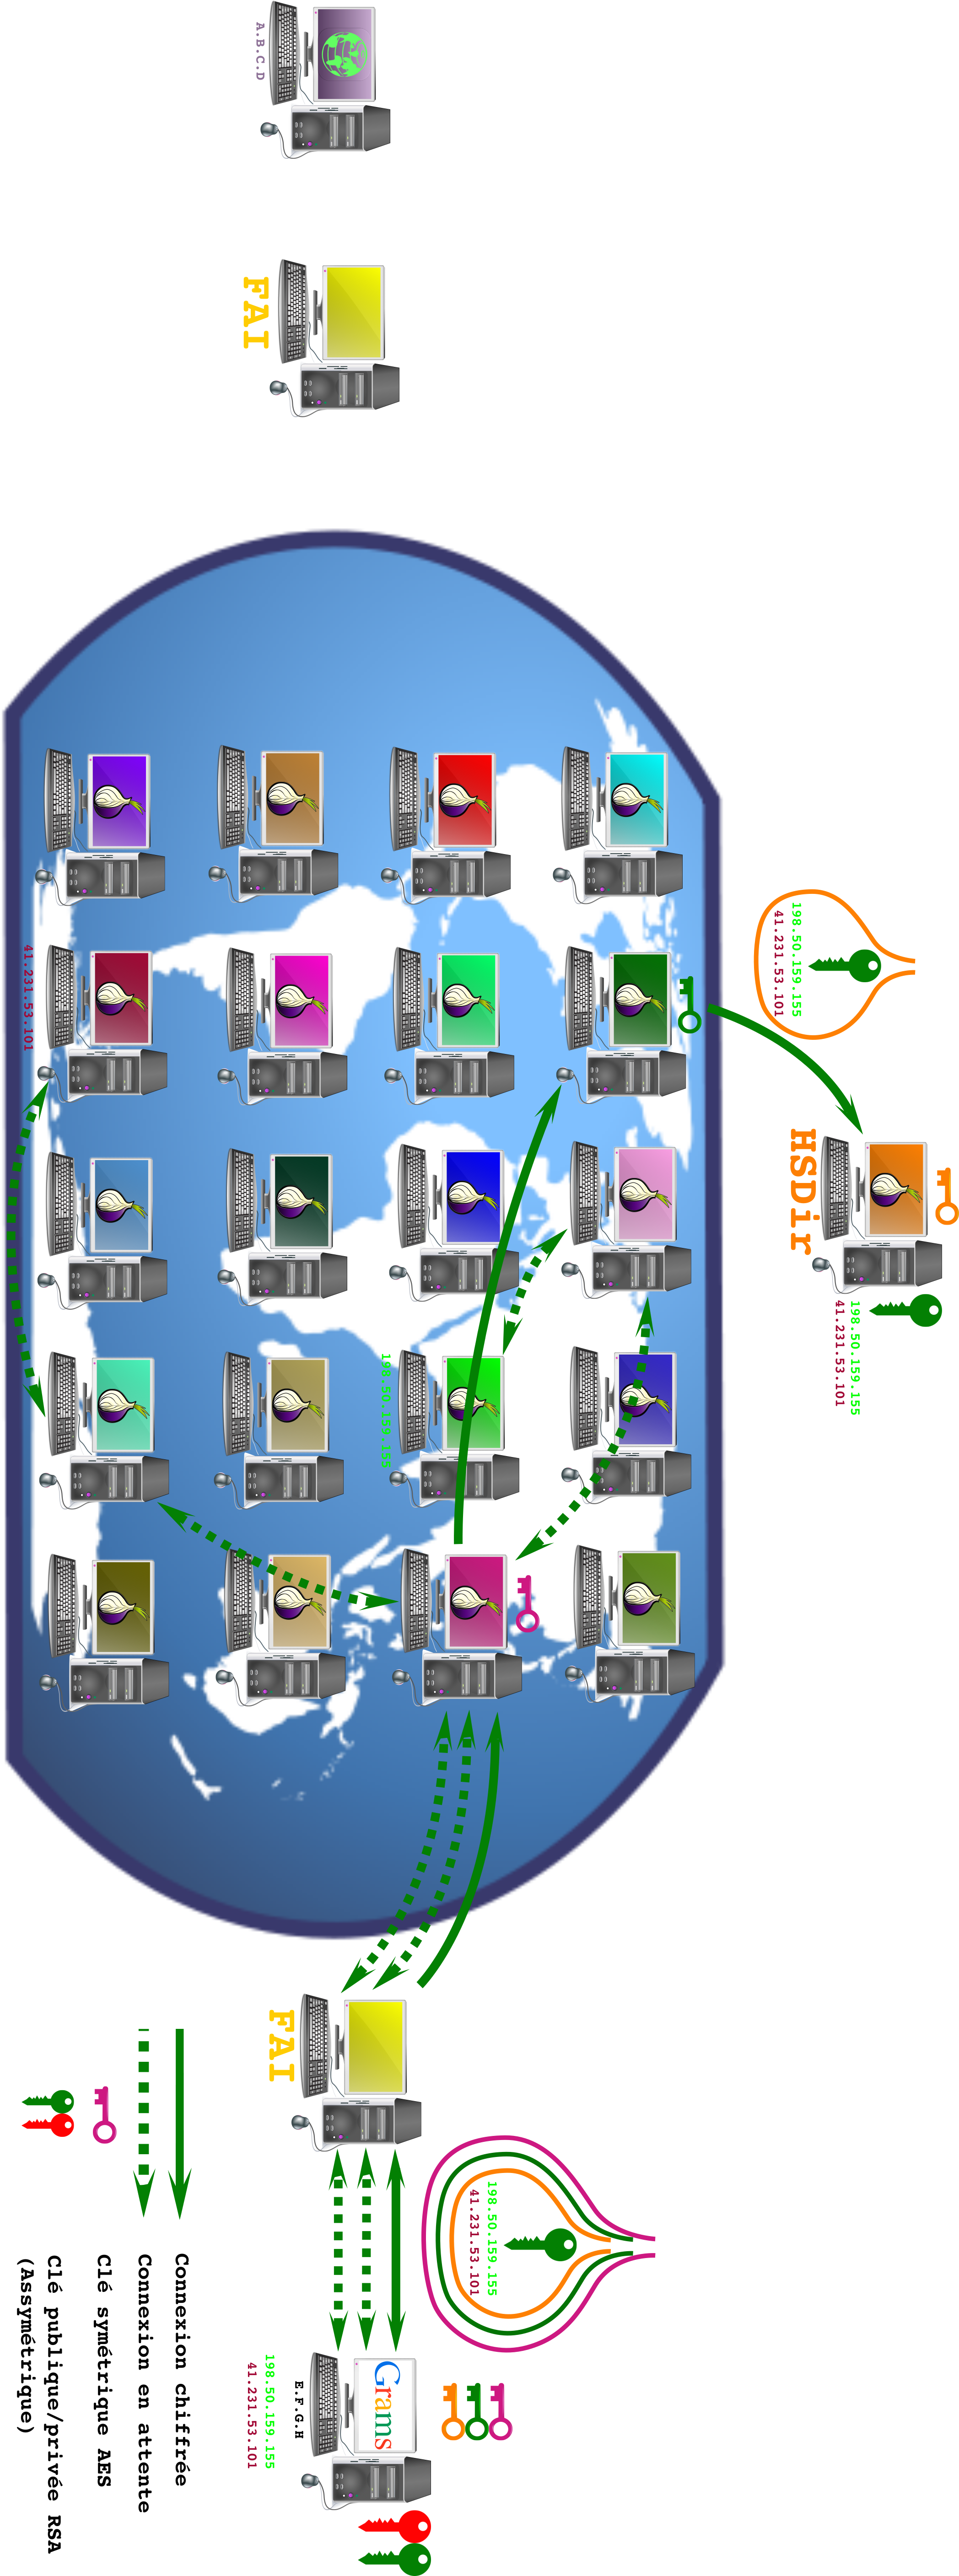 198.50.159.155
41.231.53.101
HSDir
198.50.159.155
41.231.53.101
198.50.159.155
41.231.53.101
Grams
E.F.G.H
198.50.159.155
41.231.53.101
198.50.159.155
41.231.53.101
A.B.C.D
FAI
FAI
Connexion chiffrée
Connexion en attente
Clé symétrique AES
Clé publique/privée RSA
(Assymétrique)